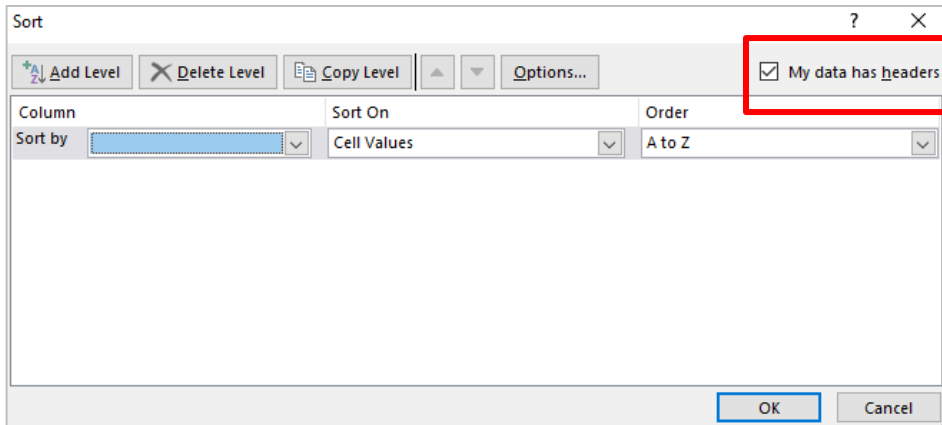 Sort ?
Add Level Delete Level Copy Level Options... My data has headers
Column Sort On Order
Sort by Cell Values A to Z
OK Cancel